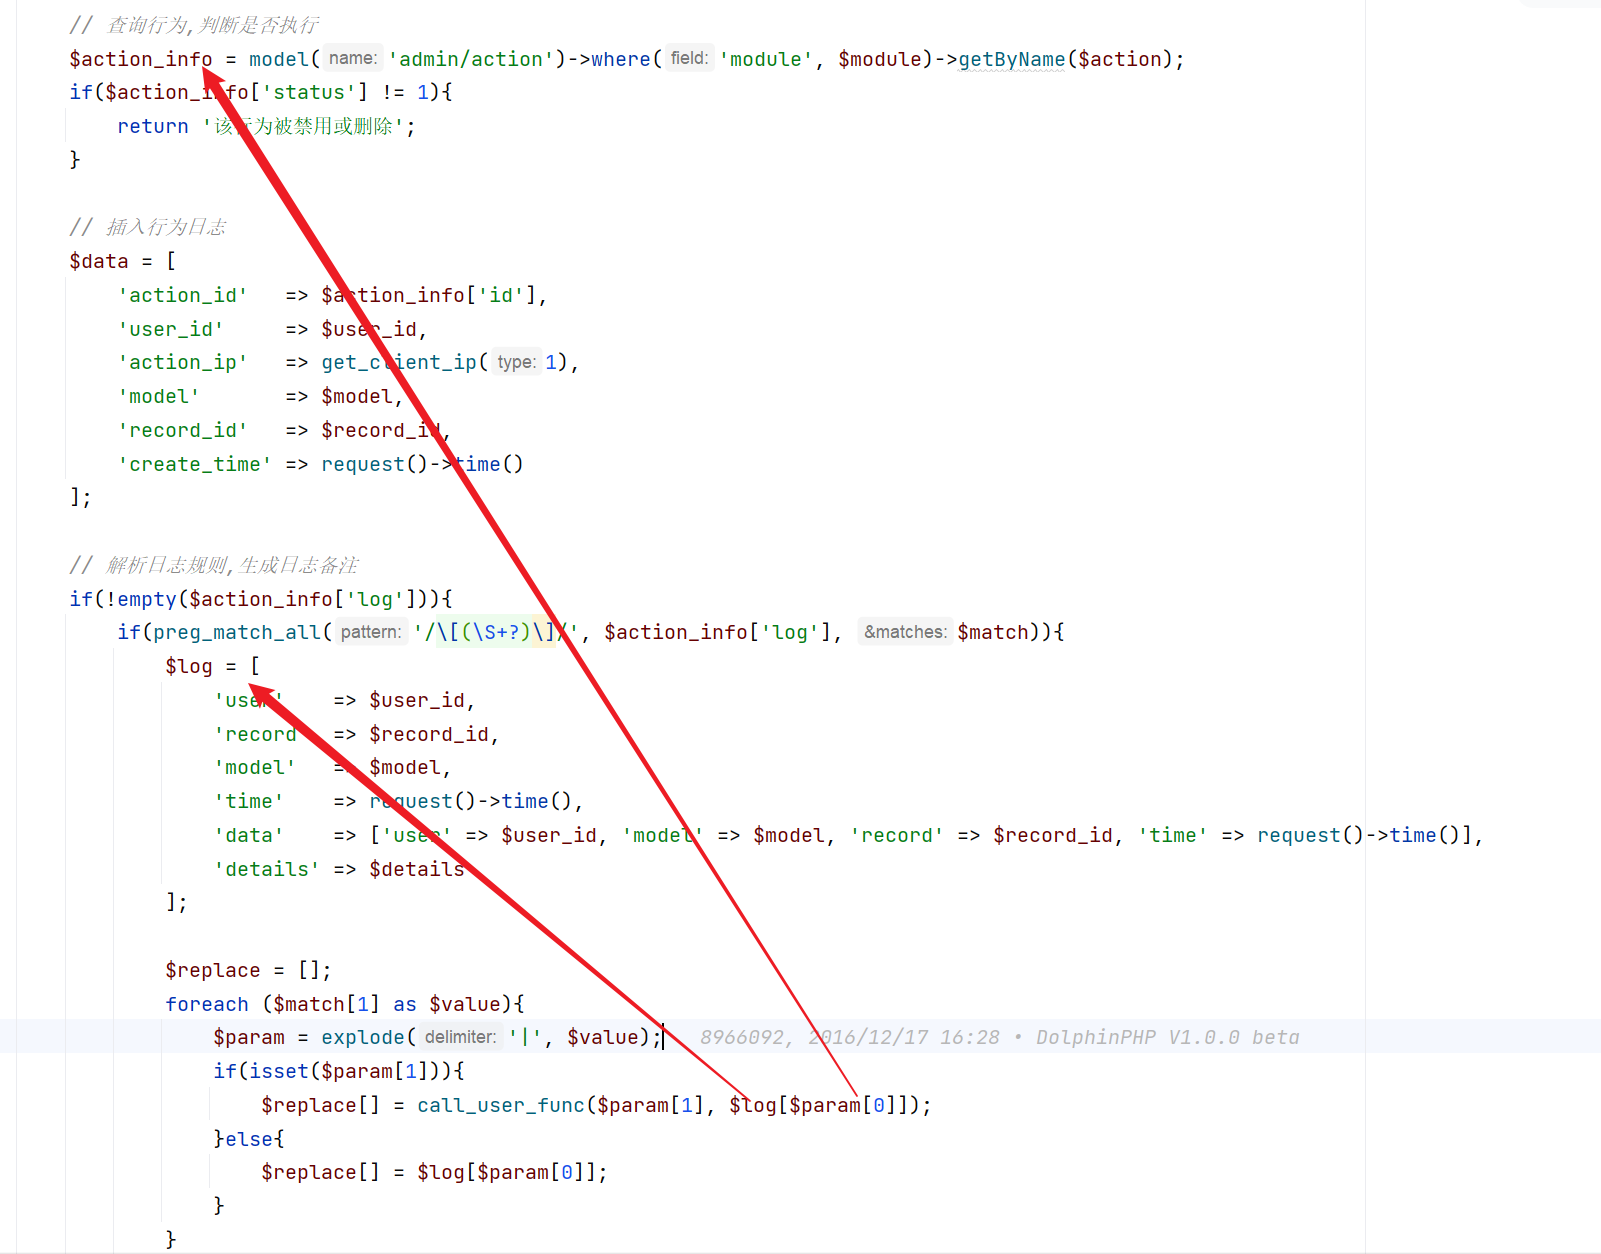 // 查询行为,判断是否执行
$action_info = model( name: 'admin/action')->where( field: 'module', $module)->getByName($action);
if($action_info['status'] != 1){
    return '该行为被禁用或删除';
}
// 插入行为日志
$data = [
    'action_id'   => $action_info['id'],
    'user_id'     => $user_id,
    'action_ip'   => get_client_ip( type: 1),
    'model'       => $model,
    'record_id'   => $record_id,
    'create_time' => request()->time()
];
// 解析日志规则,生成日志备注
if(!empty($action_info['log'])){
    if(preg_match_all( pattern: '/\[(\S+?)\]/', $action_info['log'], &matches: $match)){
        $log = [
            'user'    => $user_id,
            'record'  => $record_id,
            'model'   => $model,
            'time'    => request()->time(),
            'data'    => ['user' => $user_id, 'model' => $model, 'record' => $record_id, 'time' => request()->time()],
            'details' => $details
        ];
        $replace = [];
        foreach ($match[1] as $value){
            $param = explode( delimiter: '|', $value);   8966092, 2016/12/17 16:28 • DolphinPHP V1.0.0 beta
            if(isset($param[1])){
                $replace[] = call_user_func($param[1], $log[$param[0]]);
            }else{
                $replace[] = $log[$param[0]];
            }
        }